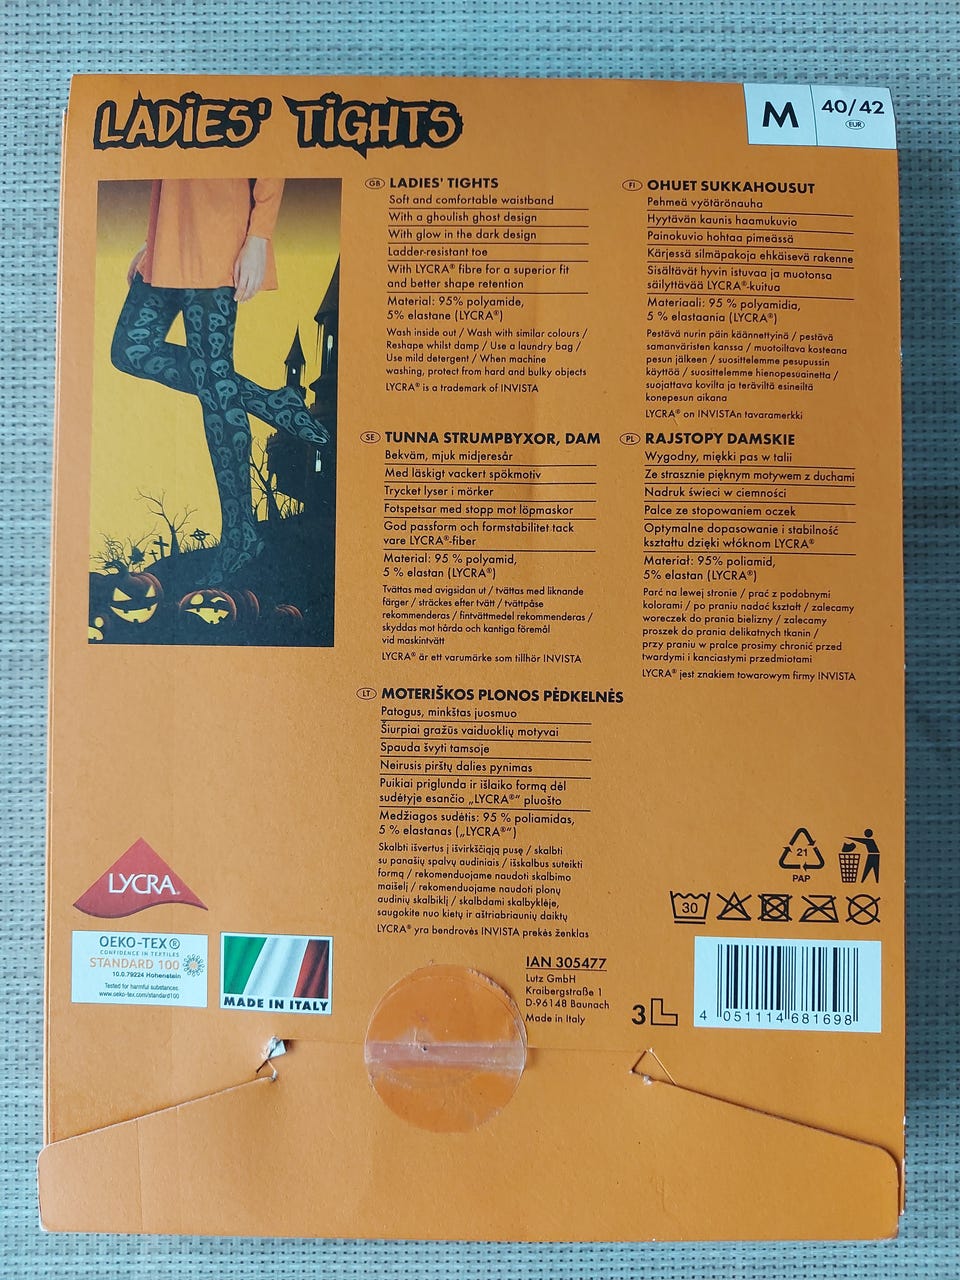 LADIES' TIGHTS
M
40/42
EUR
GB LADIES' TIGHTS
Soft and comfortable waistband
With a ghoulish ghost design
With glow in the dark design
Ladder-resistant toe
With LYCRA® fibre for a superior fit
and better shape retention
Material: 95% polyamide,
5% elastane (LYCRA®)
Wash inside out / Wash with similar colours /
Reshape whilst damp / Use a laundry bag /
Use mild detergent / When machine
washing, protect from hard and bulky objects
LYCRA® is a trademark of INVISTA
FI OHUET SUKKAHOUSUT
Pehmeä vyötärönauha
Hyytävän kaunis haamukuvio
Painokuvio hohtaa pimeässä
Kärjessä silmäpakoja ehkäisevä rakenne
Sisältävät hyvin istuvaa ja muotonsa
säilyttävää LYCRA®-kuitua
Materiaali: 95 % polyamidia,
5 % elastaania (LYCRA®)
Pestävä nurin päin käännettyinä / pestävä
samanväristen kanssa / muotoiltava kosteana
pesun jälkeen / suosittelemme pesupussin
käyttöä / suosittelemme hienopesuainetta /
suojattava kovilta ja teräviltä esineiltä
konepesun aikana
LYCRA® on INVISTAn tavaramerkki
SE TUNNA STRUMPBYXOR, DAM
Bekväm, mjuk midjeresår
Med läskigt vackert spökmotiv
Trycket lyser i mörker
Fotspetsar med stopp mot löpmaskor
God passform och formstabilitet tack
vare LYCRA®-fiber
Material: 95 % polyamid,
5 % elastan (LYCRA®)
Tvättas med avigsidan ut / tvättas med liknande
färger / sträckes efter tvätt / tvättpåse
rekommenderas / fintvättmedel rekommenderas /
skyddas mot hårda och kantiga föremål
vid maskintvätt
LYCRA® är ett varumärke som tillhör INVISTA
PL RAJSTOPY DAMSKIE
Wygodny, miękki pas w talii
Ze strasznie pięknym motywem z duchami
Nadruk świeci w ciemności
Palce ze stopowaniem oczek
Optymalne dopasowanie i stabilność
kształtu dzięki włóknom LYCRA®
Materiał: 95% poliamid,
5% elastan (LYCRA®)
Prać na lewej stronie / prać z podobnymi
kolorami / po praniu nadać kształt / zalecamy
woreczek do prania bielizny / zalecamy
proszek do prania delikatnych tkanin /
przy praniu w pralce prosimy chronić przed
twardymi i kanciastymi przedmiotami
LYCRA® jest znakiem towarowym firmy INVISTA
LT MOTERIŠKOS PLONOS PĖDKELNĖS
Patogus, minkštas juosmuo
Šiurpiai gražūs vaiduoklių motyvai
Spauda švyti tamsoje
Neirusis pirštų dalies pynimas
Puikiai priglunda ir išlaiko formą dėl
sudėtyje esančio „LYCRA®“ pluošto
Medžiagos sudėtis: 95 % poliamidas,
5 % elastanas („LYCRA®“)
Skalbti išvertus į išvirkščiąją pusę / skalbti
su panašių spalvų audiniais / išskalbus suteikti
formą / rekomenduojame naudoti skalbimo
maišelį / rekomenduojame naudoti plonų
audinių skalbiklį / skalbdami skalbyklėje,
saugokite nuo kietų ir aštriabriaunių daiktų
LYCRA® yra bendrovės INVISTA prekės ženklas
21
PAP
30
LYCRA®
OEKO-TEX®
CONFIDENCE IN TEXTILES
STANDARD 100
10.0.79224 Hohenstein
Tested for harmful substances.
www.oeko-tex.com/standard100
MADE IN ITALY
IAN 305477
Lutz GmbH
Kraibergstraße 1
D-96148 Baunach
Made in Italy
3L
4 051114 681698